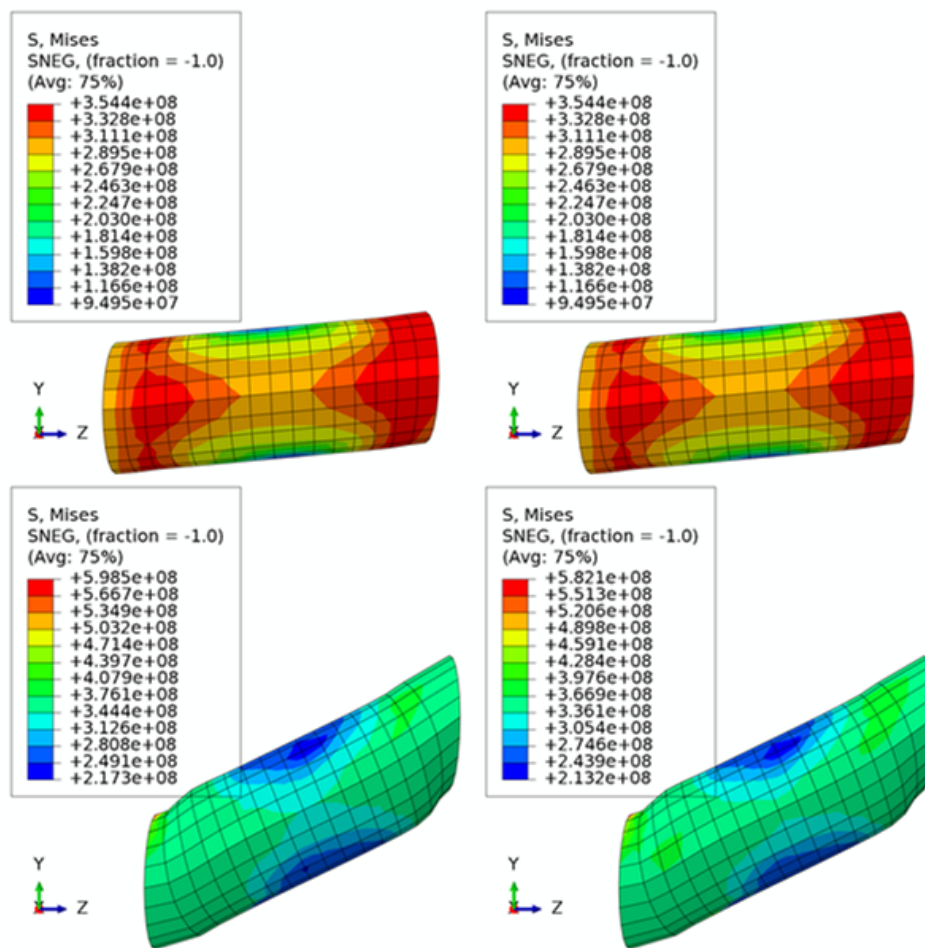 S, Mises
SNEG, (fraction = -1.0)
(Avg: 75%)
+3.544e+08
+3.328e+08
+3.111e+08
+2.895e+08
+2.679e+08
+2.463e+08
+2.247e+08
+2.030e+08
+1.814e+08
+1.598e+08
+1.382e+08
+1.166e+08
+9.495e+07
Y
Z
S, Mises
SNEG, (fraction = -1.0)
(Avg: 75%)
+3.544e+08
+3.328e+08
+3.111e+08
+2.895e+08
+2.679e+08
+2.463e+08
+2.247e+08
+2.030e+08
+1.814e+08
+1.598e+08
+1.382e+08
+1.166e+08
+9.495e+07
Y
Z
S, Mises
SNEG, (fraction = -1.0)
(Avg: 75%)
+5.985e+08
+5.667e+08
+5.349e+08
+5.032e+08
+4.714e+08
+4.397e+08
+4.079e+08
+3.761e+08
+3.444e+08
+3.126e+08
+2.808e+08
+2.491e+08
+2.173e+08
Y
Z
S, Mises
SNEG, (fraction = -1.0)
(Avg: 75%)
+5.821e+08
+5.513e+08
+5.206e+08
+4.898e+08
+4.591e+08
+4.284e+08
+3.976e+08
+3.669e+08
+3.361e+08
+3.054e+08
+2.746e+08
+2.439e+08
+2.132e+08
Y
Z